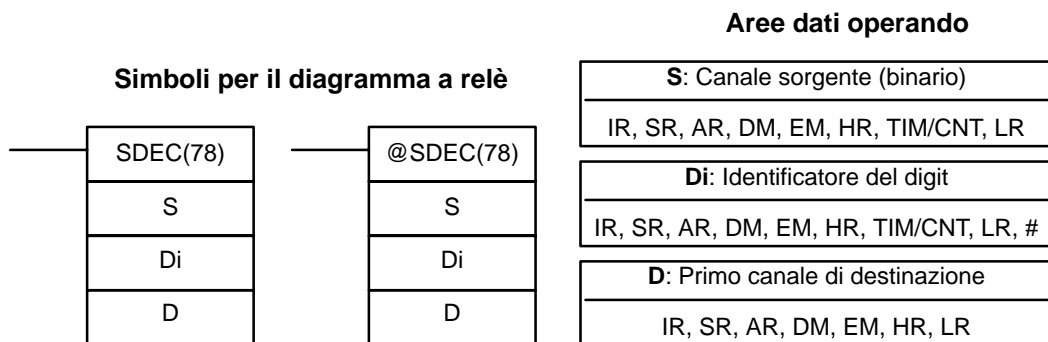 Aree dati operando
Simboli per il diagramma a relè
SDEC(78)
S
Di
D
@SDEC(78)
S
Di
D
S: Canale sorgente (binario)
IR, SR, AR, DM, EM, HR, TIM/CNT, LR
Di: Identificatore del digit
IR, SR, AR, DM, EM, HR, TIM/CNT, LR, #
D: Primo canale di destinazione
IR, SR, AR, DM, EM, HR, LR